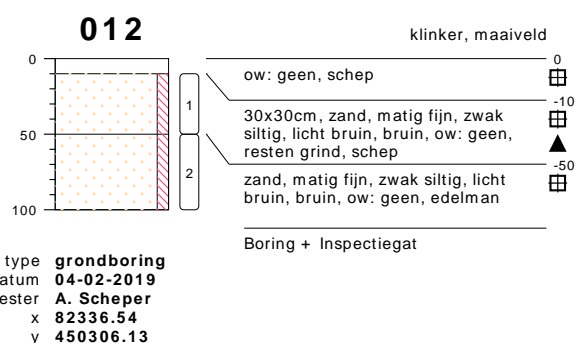 012
klinker, maaiveld
0
0
ow: geen, schep
-10
1
30x30cm, zand, matig fijn, zwak
siltig, licht bruin, bruin, ow: geen,
resten grind, schep
50
-50
2
zand, matig fijn, zwak siltig, licht
bruin, bruin, ow: geen, edelman
100
Boring + Inspectiegat
type grondboring
atum 04-02-2019
ester A. Scheper
x 82336.54
y 450306.13